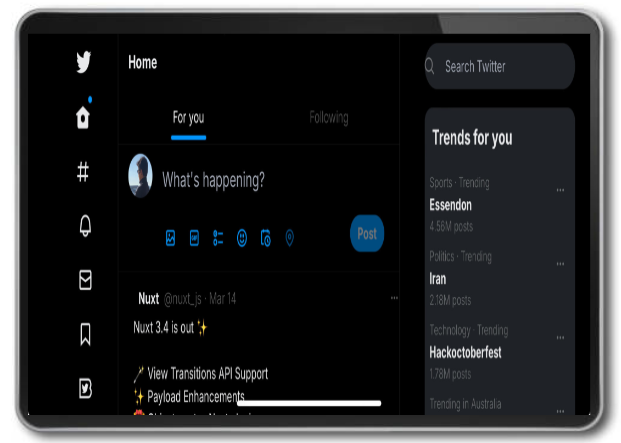 Home
For you
Following
What's happening?
Post
Nuxt @nuxt_js · Mar 14
Nuxt 3.4 is out ✨
View Transitions API Support
✨ Payload Enhancements
Search Twitter
Trends for you
Sports · Trending
Essendon
4.56M posts
Politics · Trending
Iran
2.18M posts
Technology · Trending
Hackoctoberfest
1.78M posts
Trending in Australia